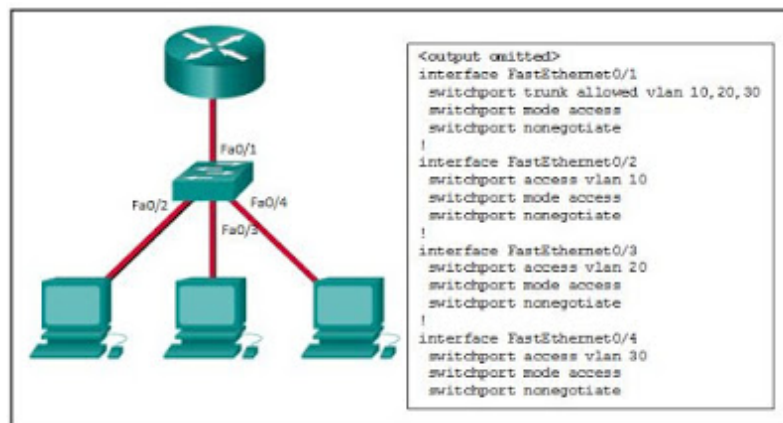 Fa0/1
Fa0/2
Fa0/4
Fa0/3
<output omitted>
interface FastEthernet0/1
switchport trunk allowed vlan 10,20,30
switchport mode access
switchport nonegotiate
!
interface FastEthernet0/2
switchport access vlan 10
switchport mode access
switchport nonegotiate
!
interface FastEthernet0/3
switchport access vlan 20
switchport mode access
switchport nonegotiate
!
interface FastEthernet0/4
switchport access vlan 30
switchport mode access
switchport nonegotiate